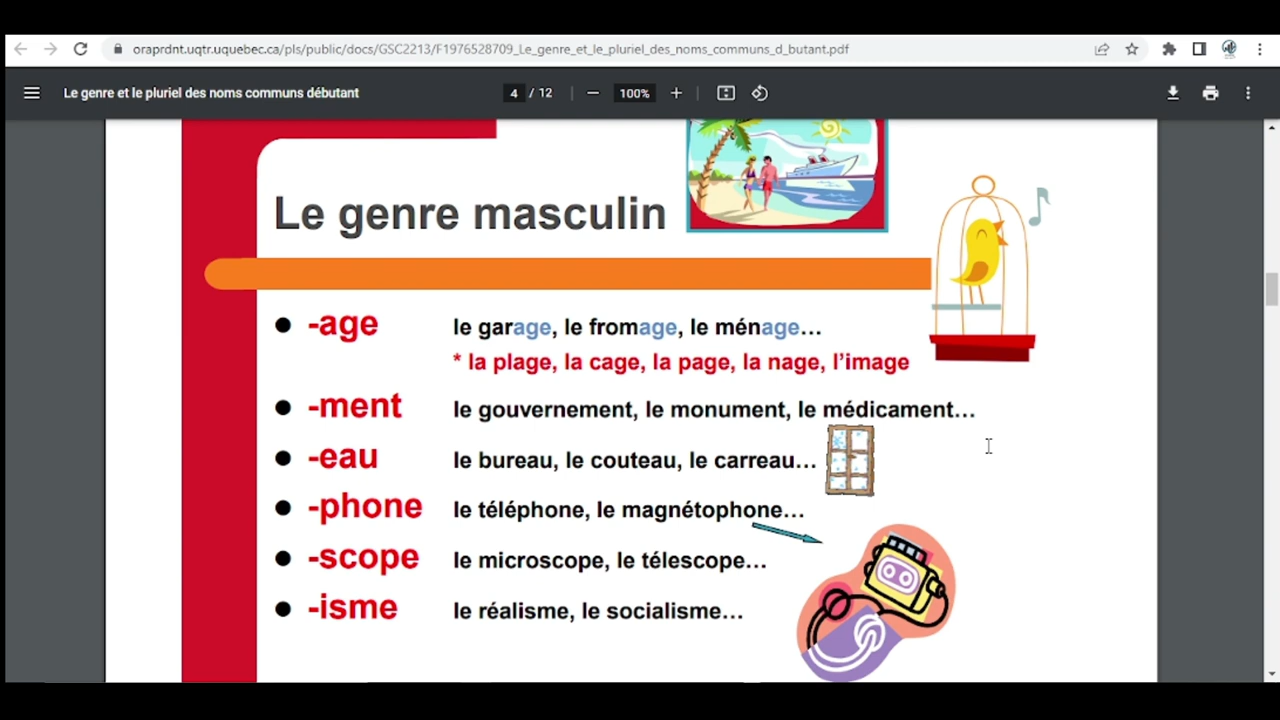 oraprdnt.uqtr.uquebec.ca/pls/public/docs/GSC2213/F1976528709_Le_genre_et_le_pluriel_des_noms_communs_d_butant.pdf
Le genre et le pluriel des noms communs débutant 4 / 12 100%
Le genre masculin
-age le garage, le fromage, le ménage…
* la plage, la cage, la page, la nage, l’image
-ment le gouvernement, le monument, le médicament…
-eau le bureau, le couteau, le carreau…
-phone le téléphone, le magnétophone…
-scope le microscope, le télescope…
-isme le réalisme, le socialisme…